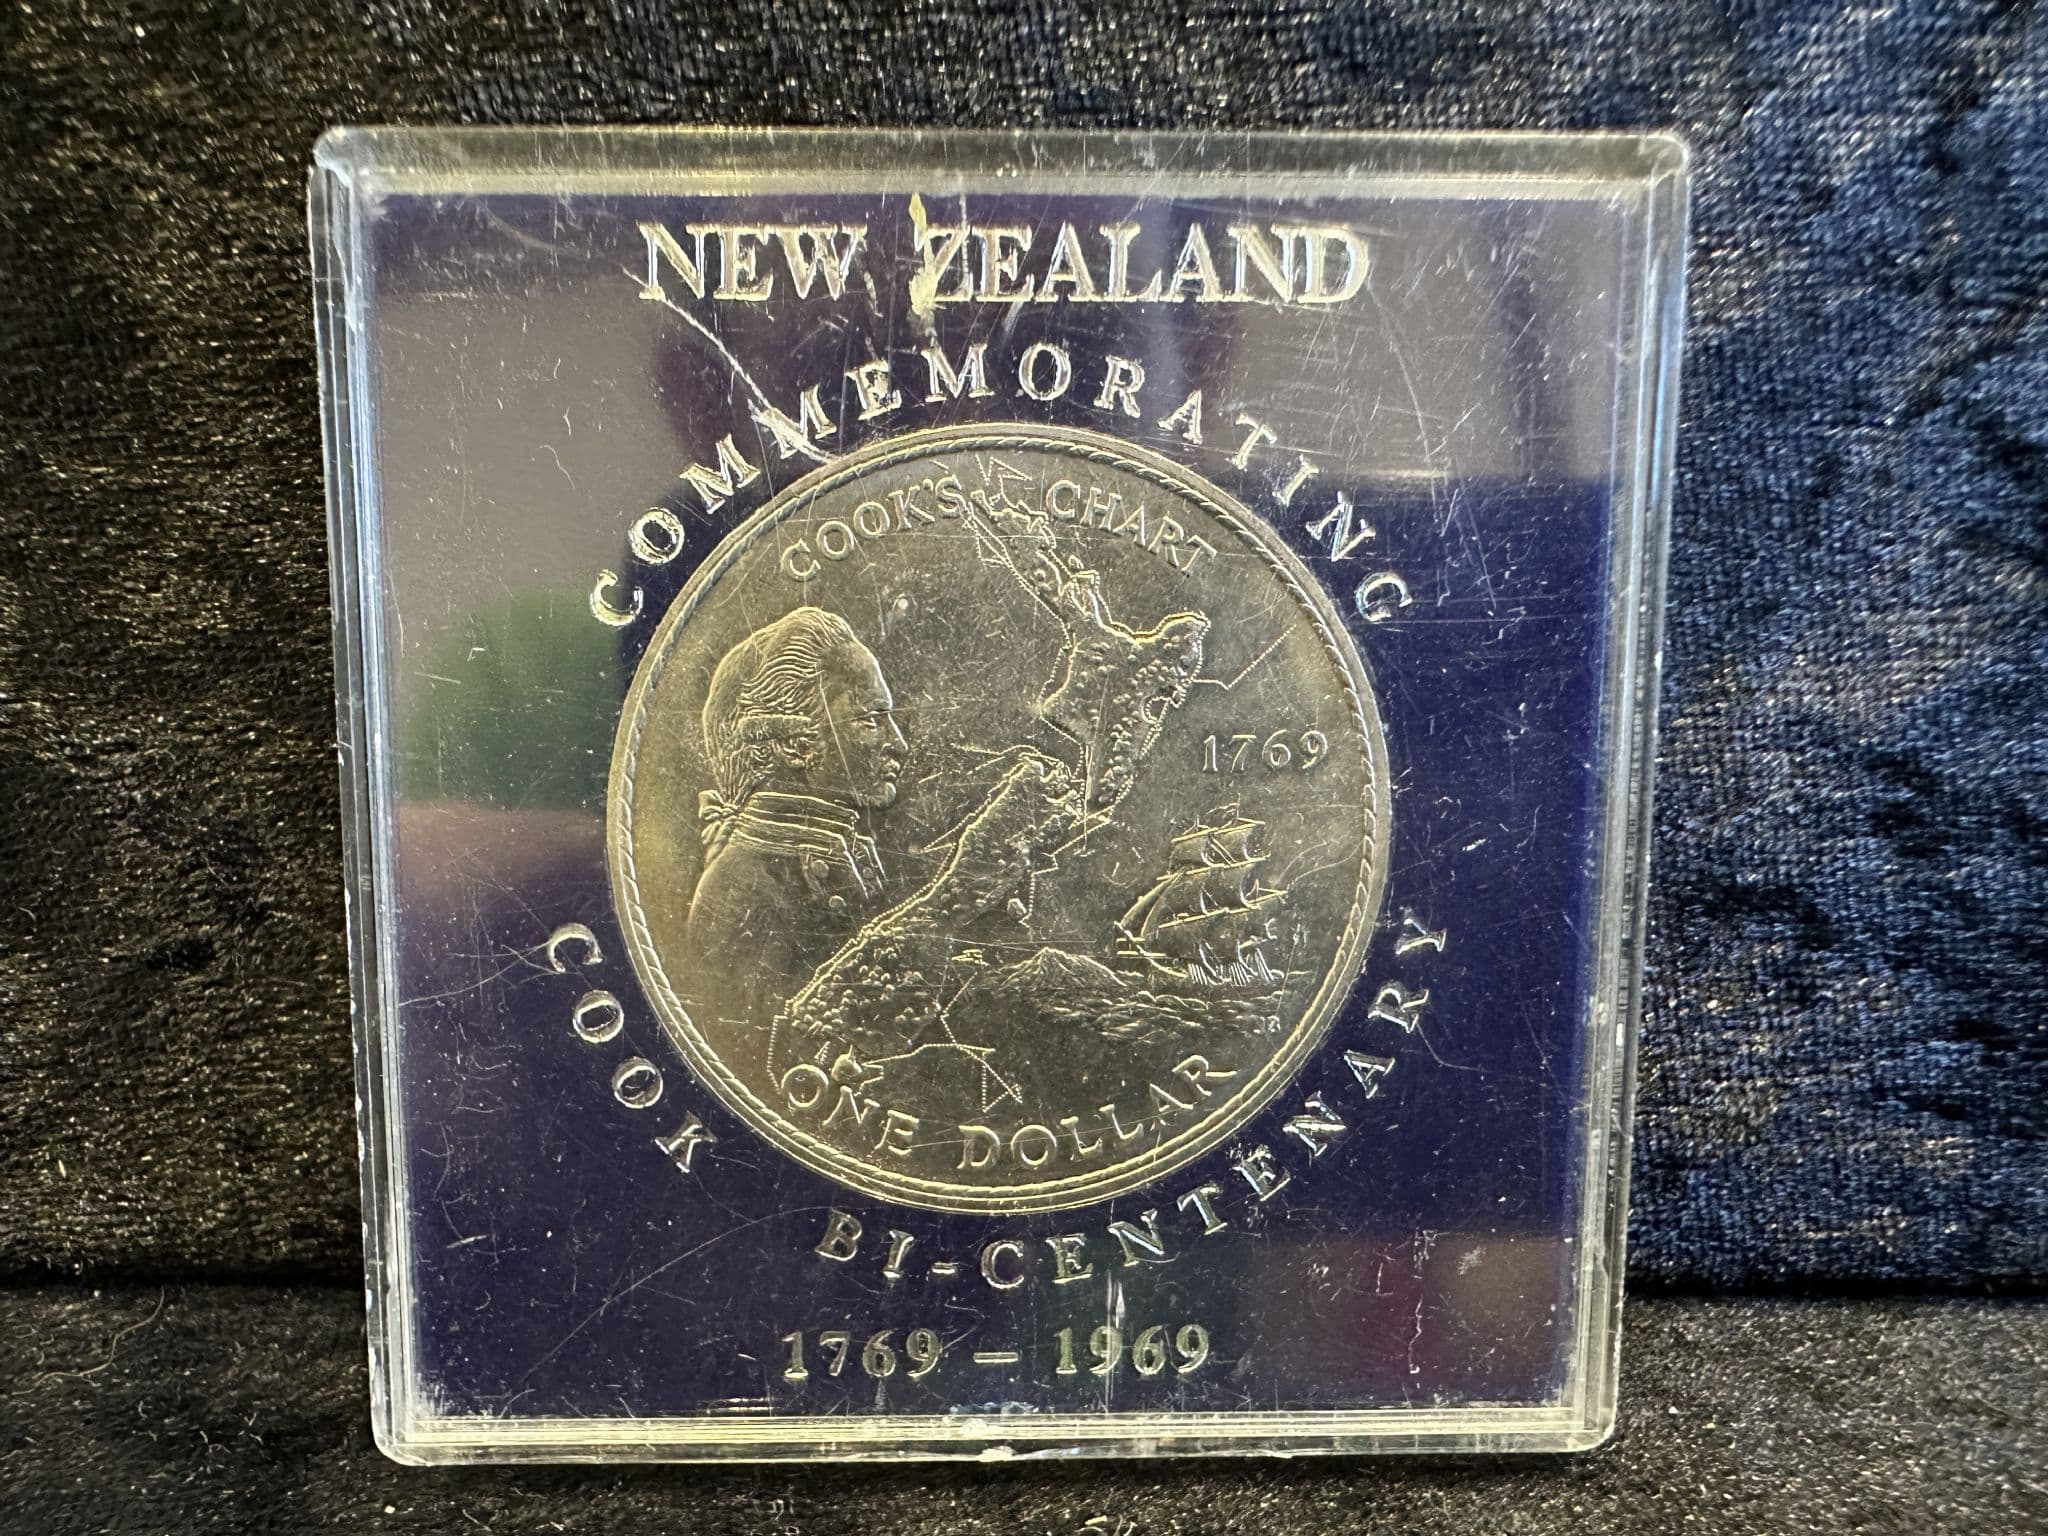 NEW ZEALAND
COMMEMORATING
COOK'S CHART
1769
ONE DOLLAR
COOK BI-CENTENARY
1769 - 1969